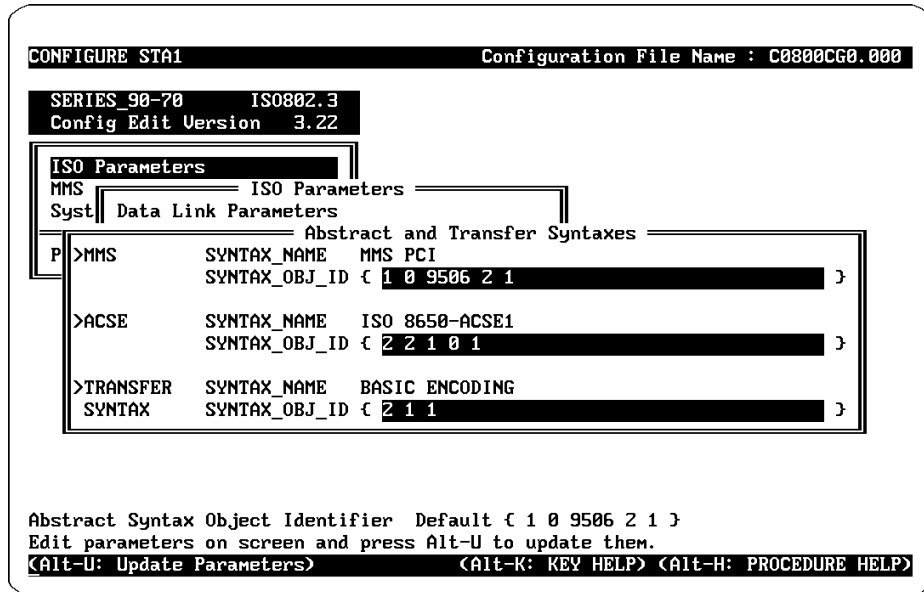 CONFIGURE STA1 Configuration File Name : C0800CG0.000
SERIES_90-70 ISO802.3
Config Edit Version 3.22
ISO Parameters
MMS
ISO Parameters
Syst
Data Link Parameters
Abstract and Transfer Syntaxes
P
>MMS SYNTAX_NAME MMS PCI
SYNTAX_OBJ_ID { 1 0 9506 2 1 }
>ACSE SYNTAX_NAME ISO 8650-ACSE1
SYNTAX_OBJ_ID { 2 2 1 0 1 }
>TRANSFER SYNTAX_NAME BASIC ENCODING
SYNTAX SYNTAX_OBJ_ID { 2 1 1 }
Abstract Syntax Object Identifier Default { 1 0 9506 2 1 }
Edit parameters on screen and press Alt-U to update them.
(Alt-U: Update Parameters) (Alt-K: KEY HELP) (Alt-H: PROCEDURE HELP)